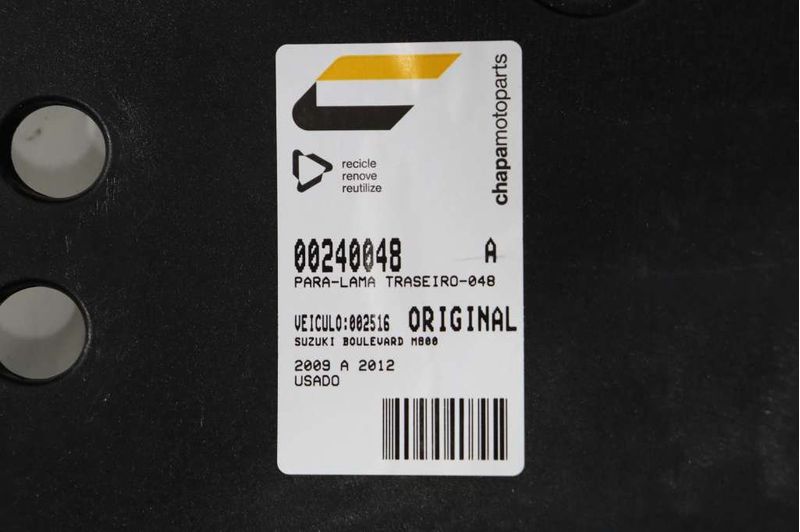 chapamotoparts
recicle
renove
reutilize
00240048 A
PARA-LAMA TRASEIRO-048
VEICULO:002516 ORIGINAL
SUZUKI BOULEVARD M800
2009 A 2012
USADO